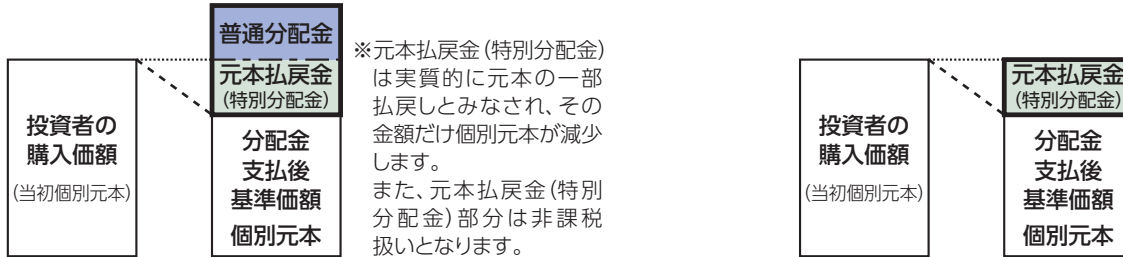 普通分配金
元本払戻金
(特別分配金)
投資者の
購入価額
(当初個別元本)
分配金
支払後
基準価額
個別元本
※元本払戻金(特別分配金)
は実質的に元本の一部
払戻しとみなされ、その
金額だけ個別元本が減少
します。
また、元本払戻金(特別
分配金)部分は非課税
扱いとなります。
元本払戻金
(特別分配金)
投資者の
購入価額
(当初個別元本)
分配金
支払後
基準価額
個別元本